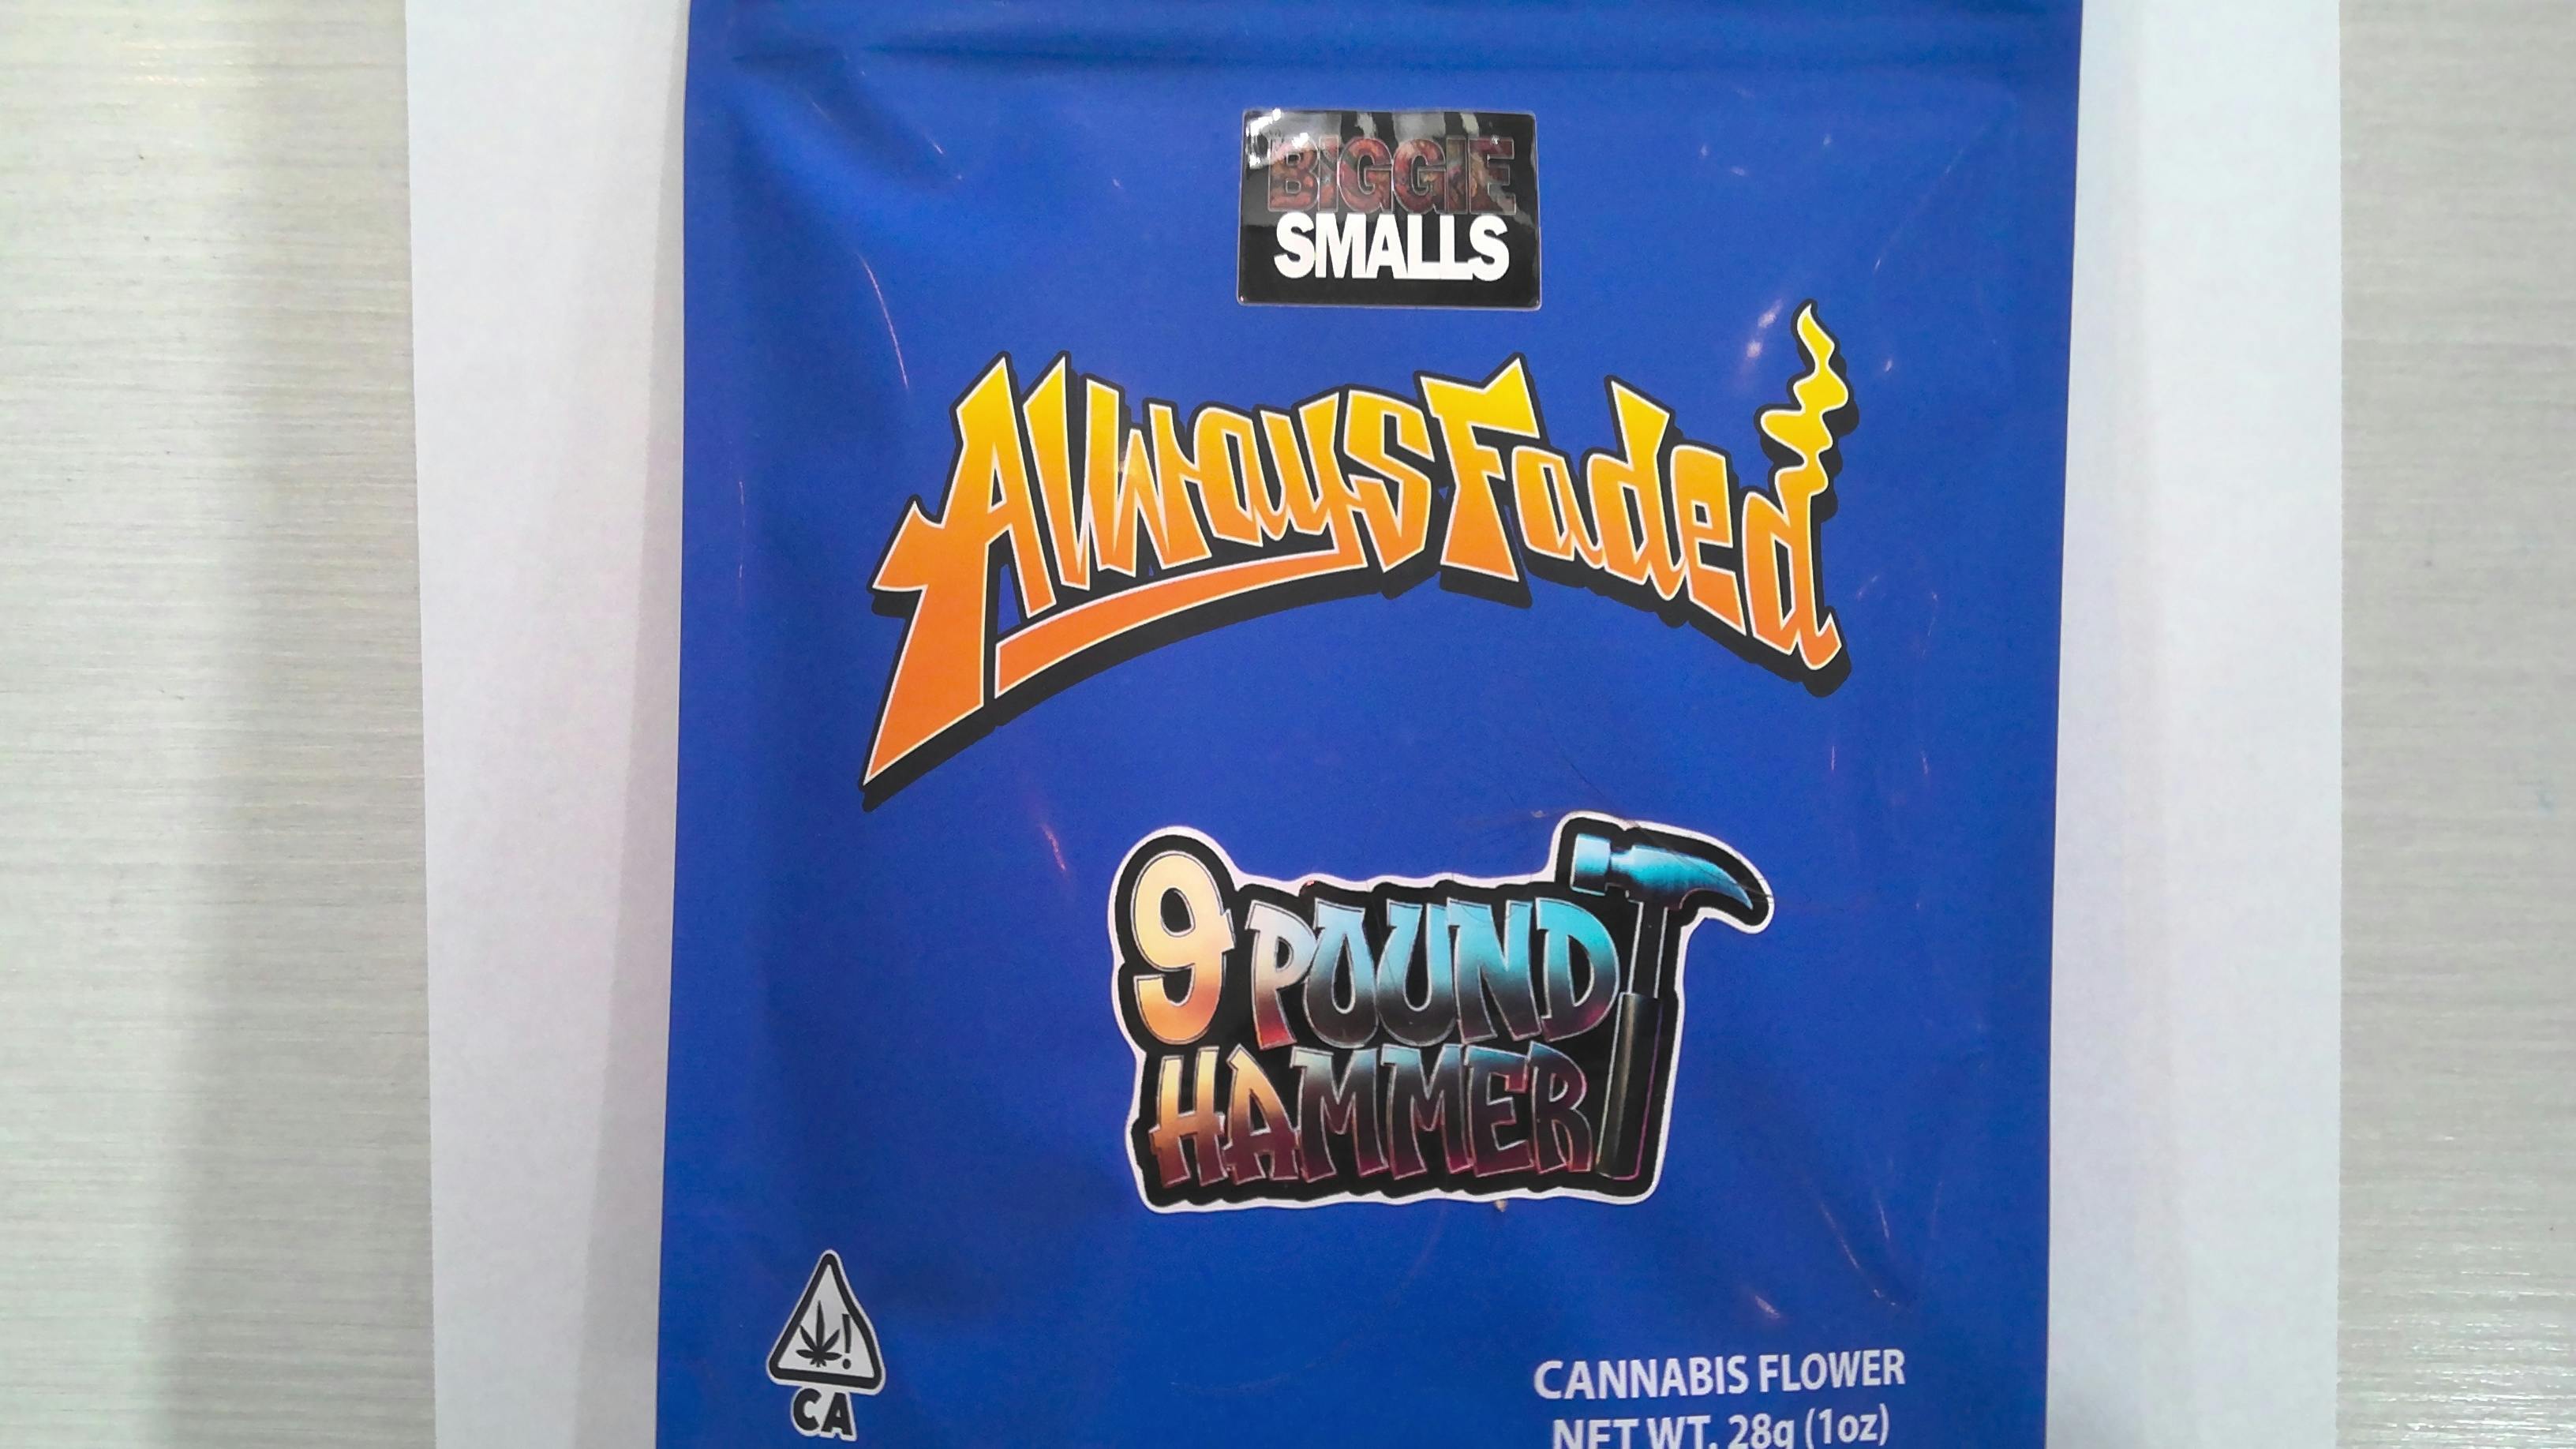 BIGGIE
SMALLS
AlwaysFaded
9 POUND
HAMMER
!
CA
CANNABIS FLOWER
NET WT. 28g (1oz)